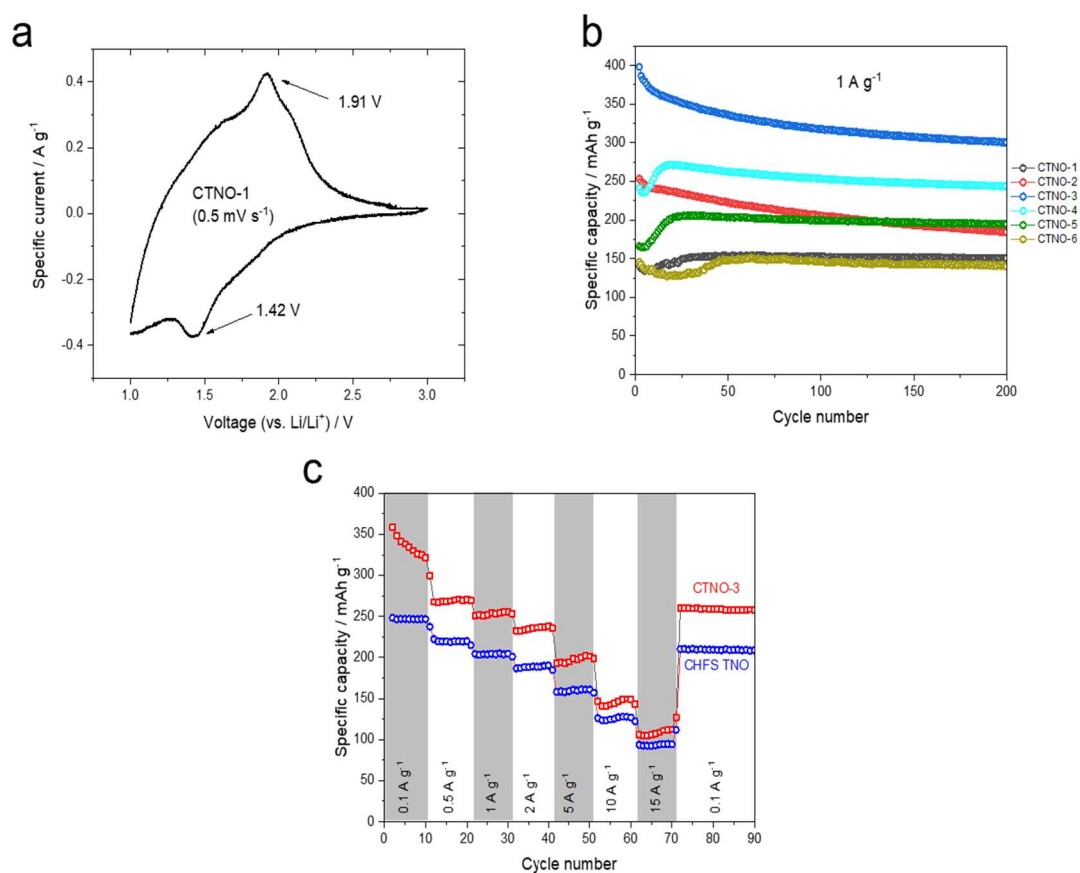 a
0.4
0.2
0.0
-0.2
-0.4
1.0
1.5
2.0
2.5
3.0
Specific current / A g⁻¹
Voltage (vs. Li/Li⁺) / V
1.91 V
CTNO-1
(0.5 mV s⁻¹)
1.42 V
b
400
350
300
250
200
150
100
50
0
0
50
100
150
200
Specific capacity / mAh g⁻¹
Cycle number
1 A g⁻¹
CTNO-1
CTNO-2
CTNO-3
CTNO-4
CTNO-5
CTNO-6
c
400
350
300
250
200
150
100
50
0
0
10
20
30
40
50
60
70
80
90
Specific capacity / mAh g⁻¹
Cycle number
CTNO-3
CHFS TNO
0.1 A g⁻¹
0.5 A g⁻¹
1 A g⁻¹
2 A g⁻¹
5 A g⁻¹
10 A g⁻¹
15 A g⁻¹
0.1 A g⁻¹